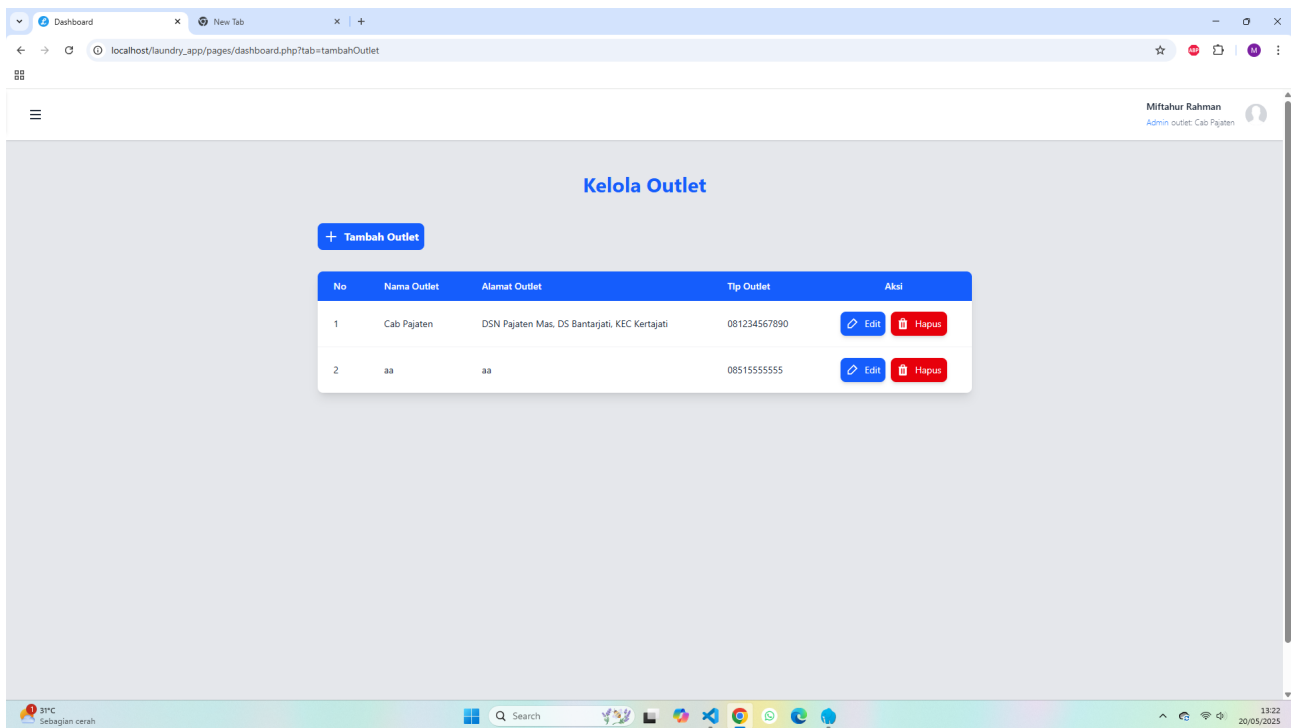 Dashboard
New Tab
localhost/laundry_app/pages/dashboard.php?tab=tambahOutlet
ABP
M
Miftahur Rahman
Admin outlet: Cab Pajaten
Kelola Outlet
Tambah Outlet
No Nama Outlet Alamat Outlet Tlp Outlet Aksi
1 Cab Pajaten DSN Pajaten Mas, DS Bantarjati, KEC Kertajati 081234567890 Edit Hapus
2 aa aa 08515555555 Edit Hapus
1
31°C
Sebagian cerah
Search
13:22
20/05/2025